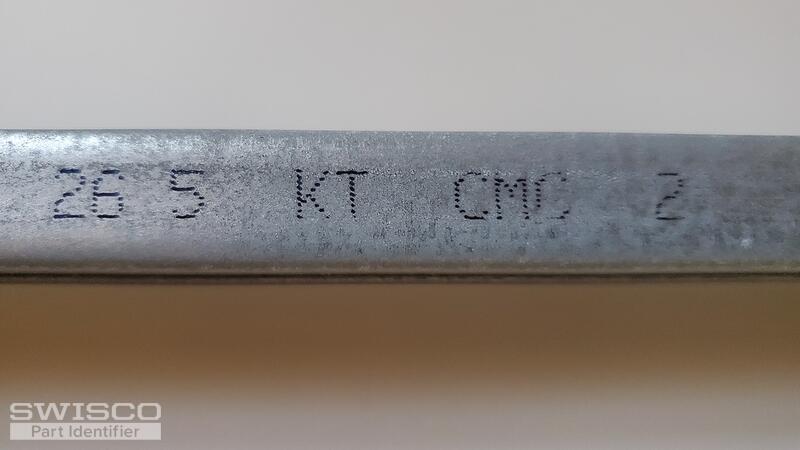 26 5 KT CMC 2
SWISCO
Part Identifier